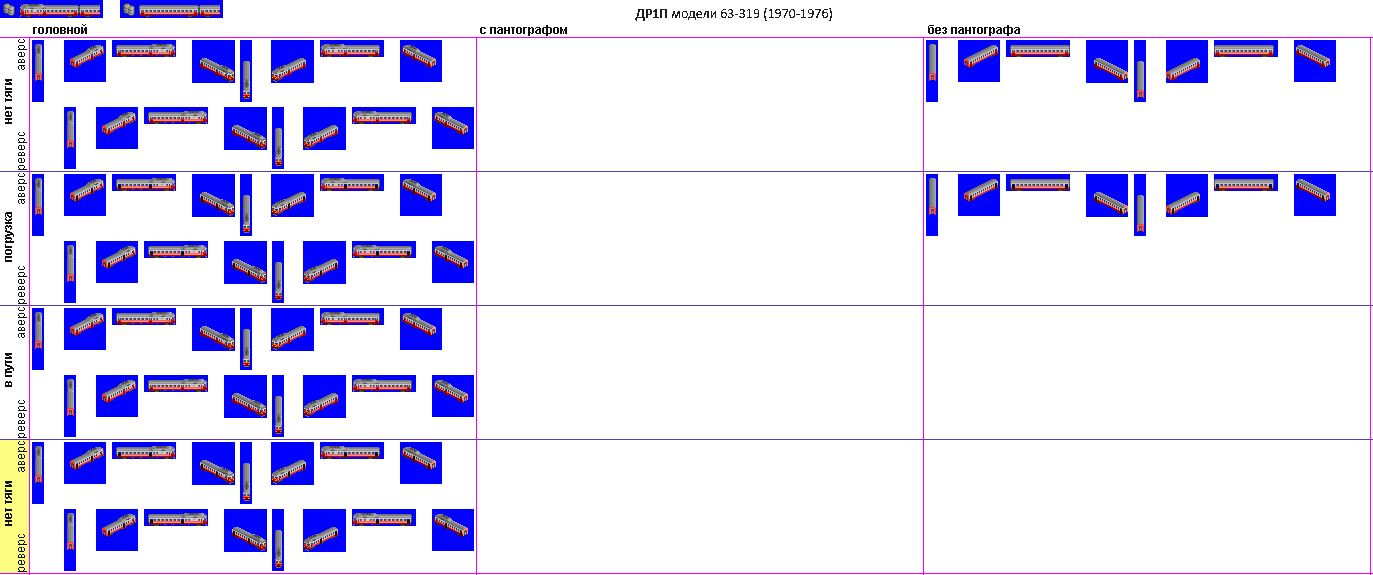 ДР1П модели 63-319 (1970-1976)
головной
с пантографом
без пантографа
нет тяги
аверс
реверс
погрузка
аверс
реверс
в пути
аверс
реверс
нет тяги
аверс
реверс